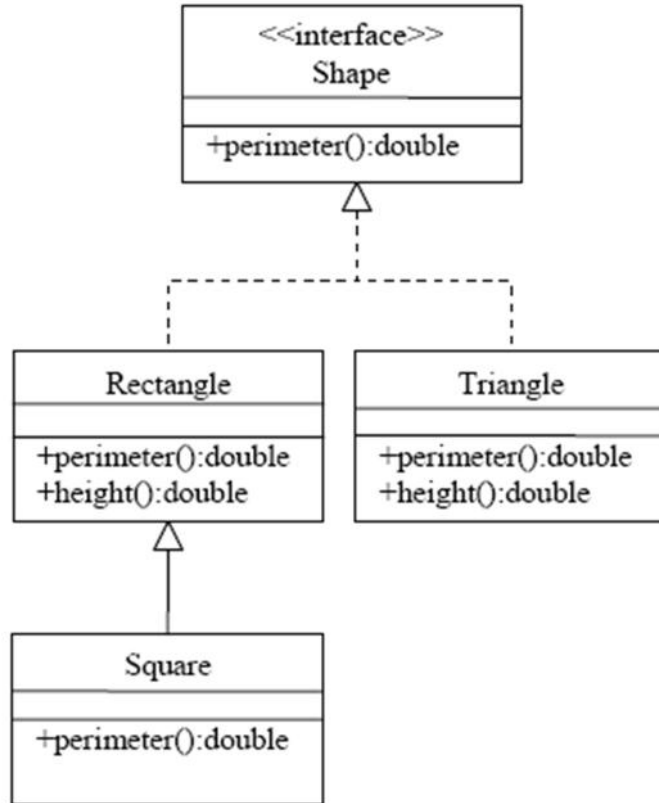 <<interface>>
Shape
+perimeter():double
Rectangle
+perimeter():double
+height():double
Triangle
+perimeter():double
+height():double
Square
+perimeter():double